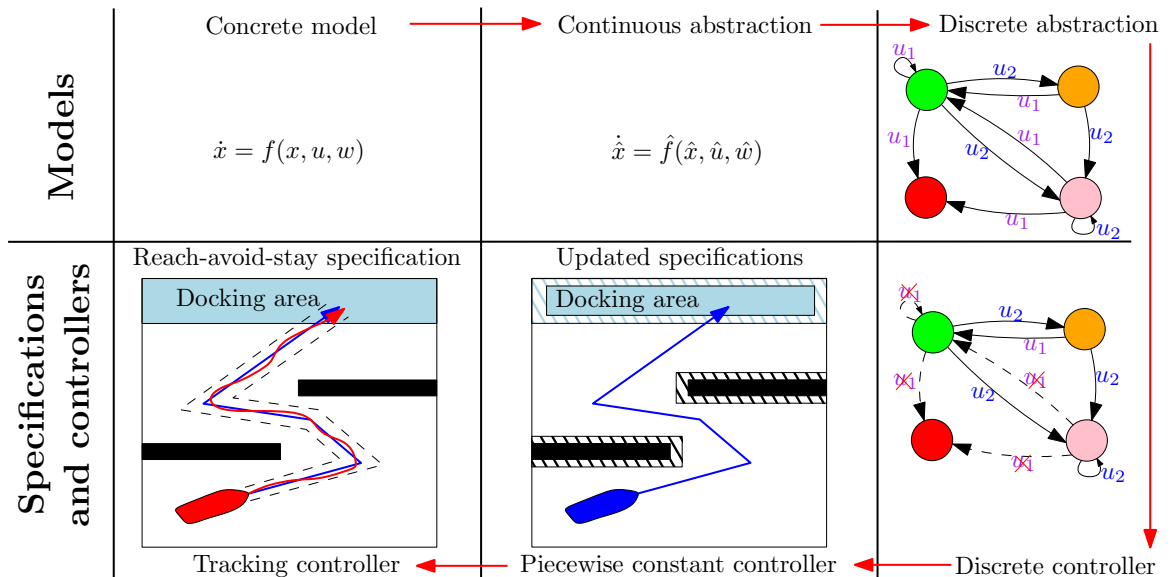 Concrete model
Continuous abstraction
Discrete abstraction
Models
ẋ = f(x, u, w)
x̂̇ = f̂(x̂, û, ŵ)
u₁
u₂
u₁
u₁
u₁
u₂
u₂
u₁
u₂
Specifications
and controllers
Reach-avoid-stay specification
Docking area
Updated specifications
Docking area
u₁
u₂
u₁
u₁
u₁
u₂
u₂
u₁
u₂
Tracking controller
Piecewise constant controller
Discrete controller